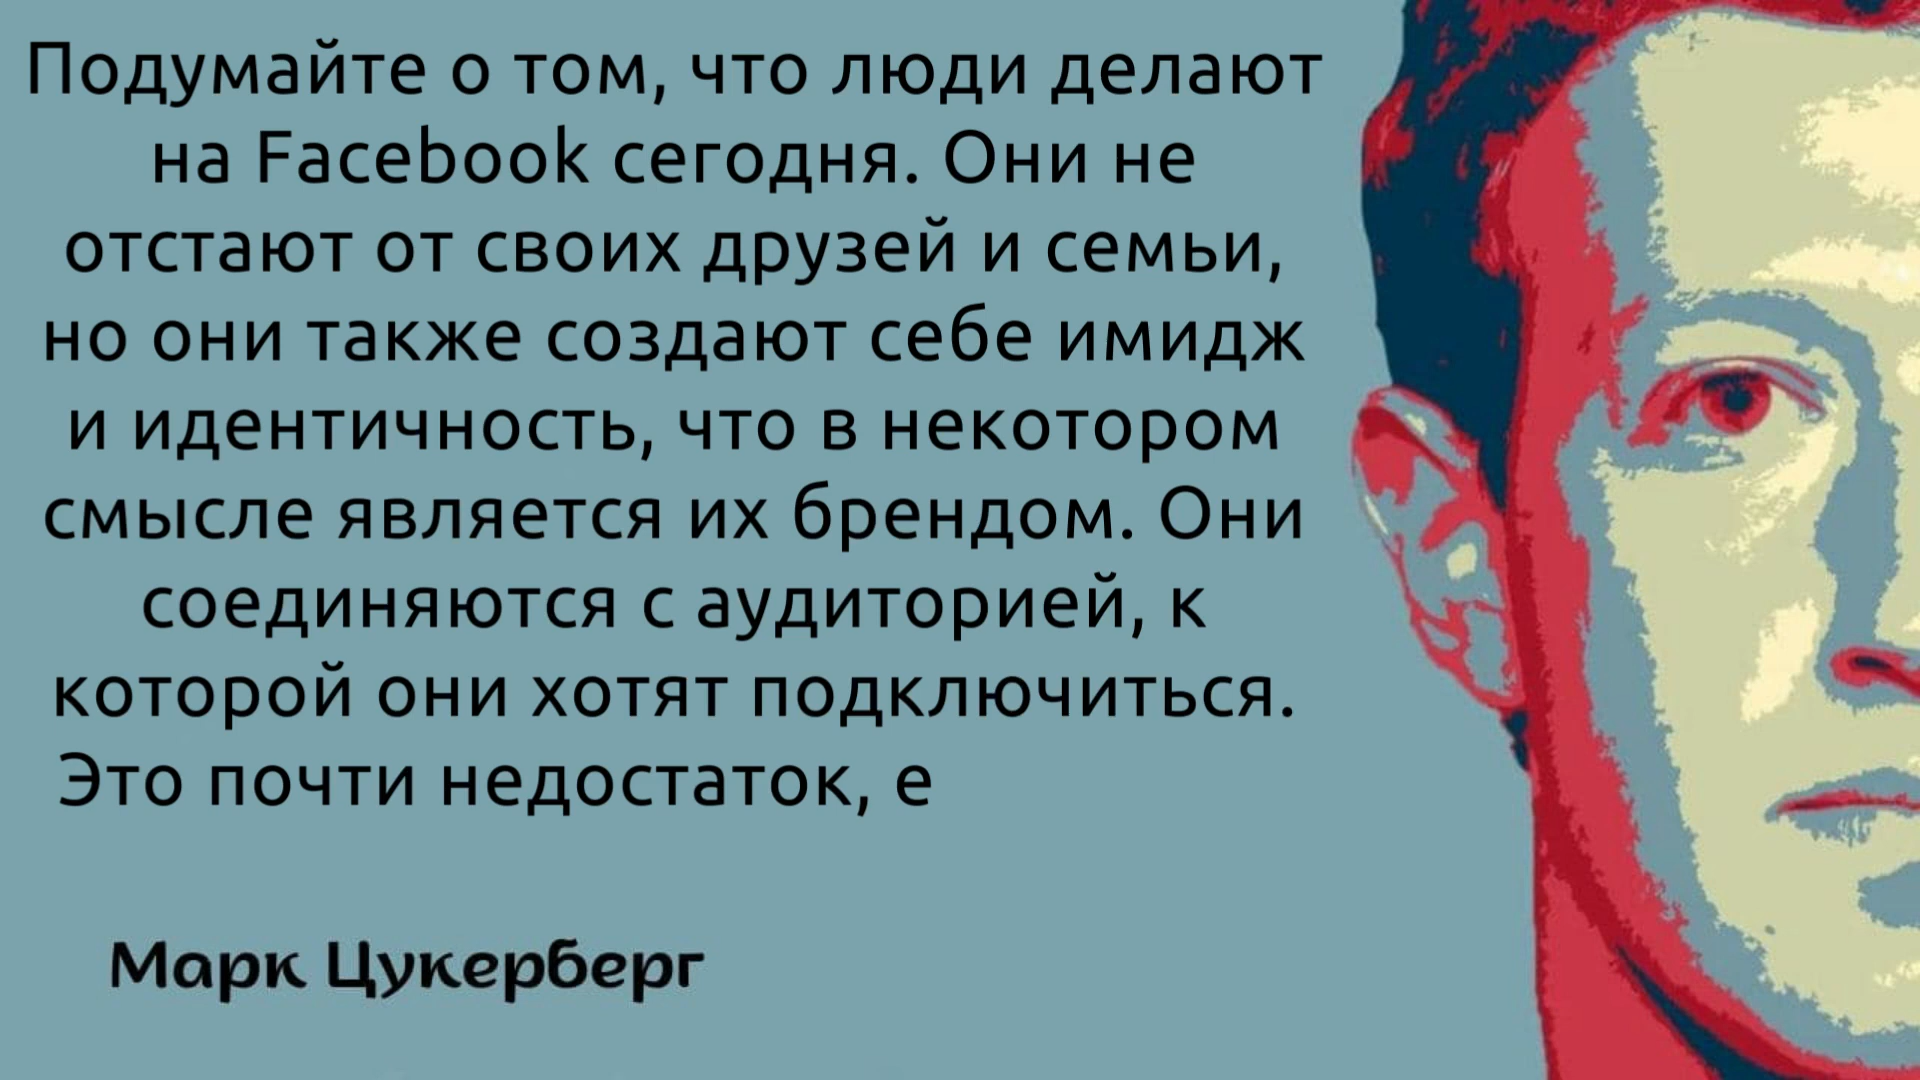 Подумайте о том, что люди делают
на Facebook сегодня. Они не
отстают от своих друзей и семьи,
но они также создают себе имидж
и идентичность, что в некотором
смысле является их брендом. Они
соединяются с аудиторией, к
которой они хотят подключиться.
Это почти недостаток, е
Марк Цукерберг